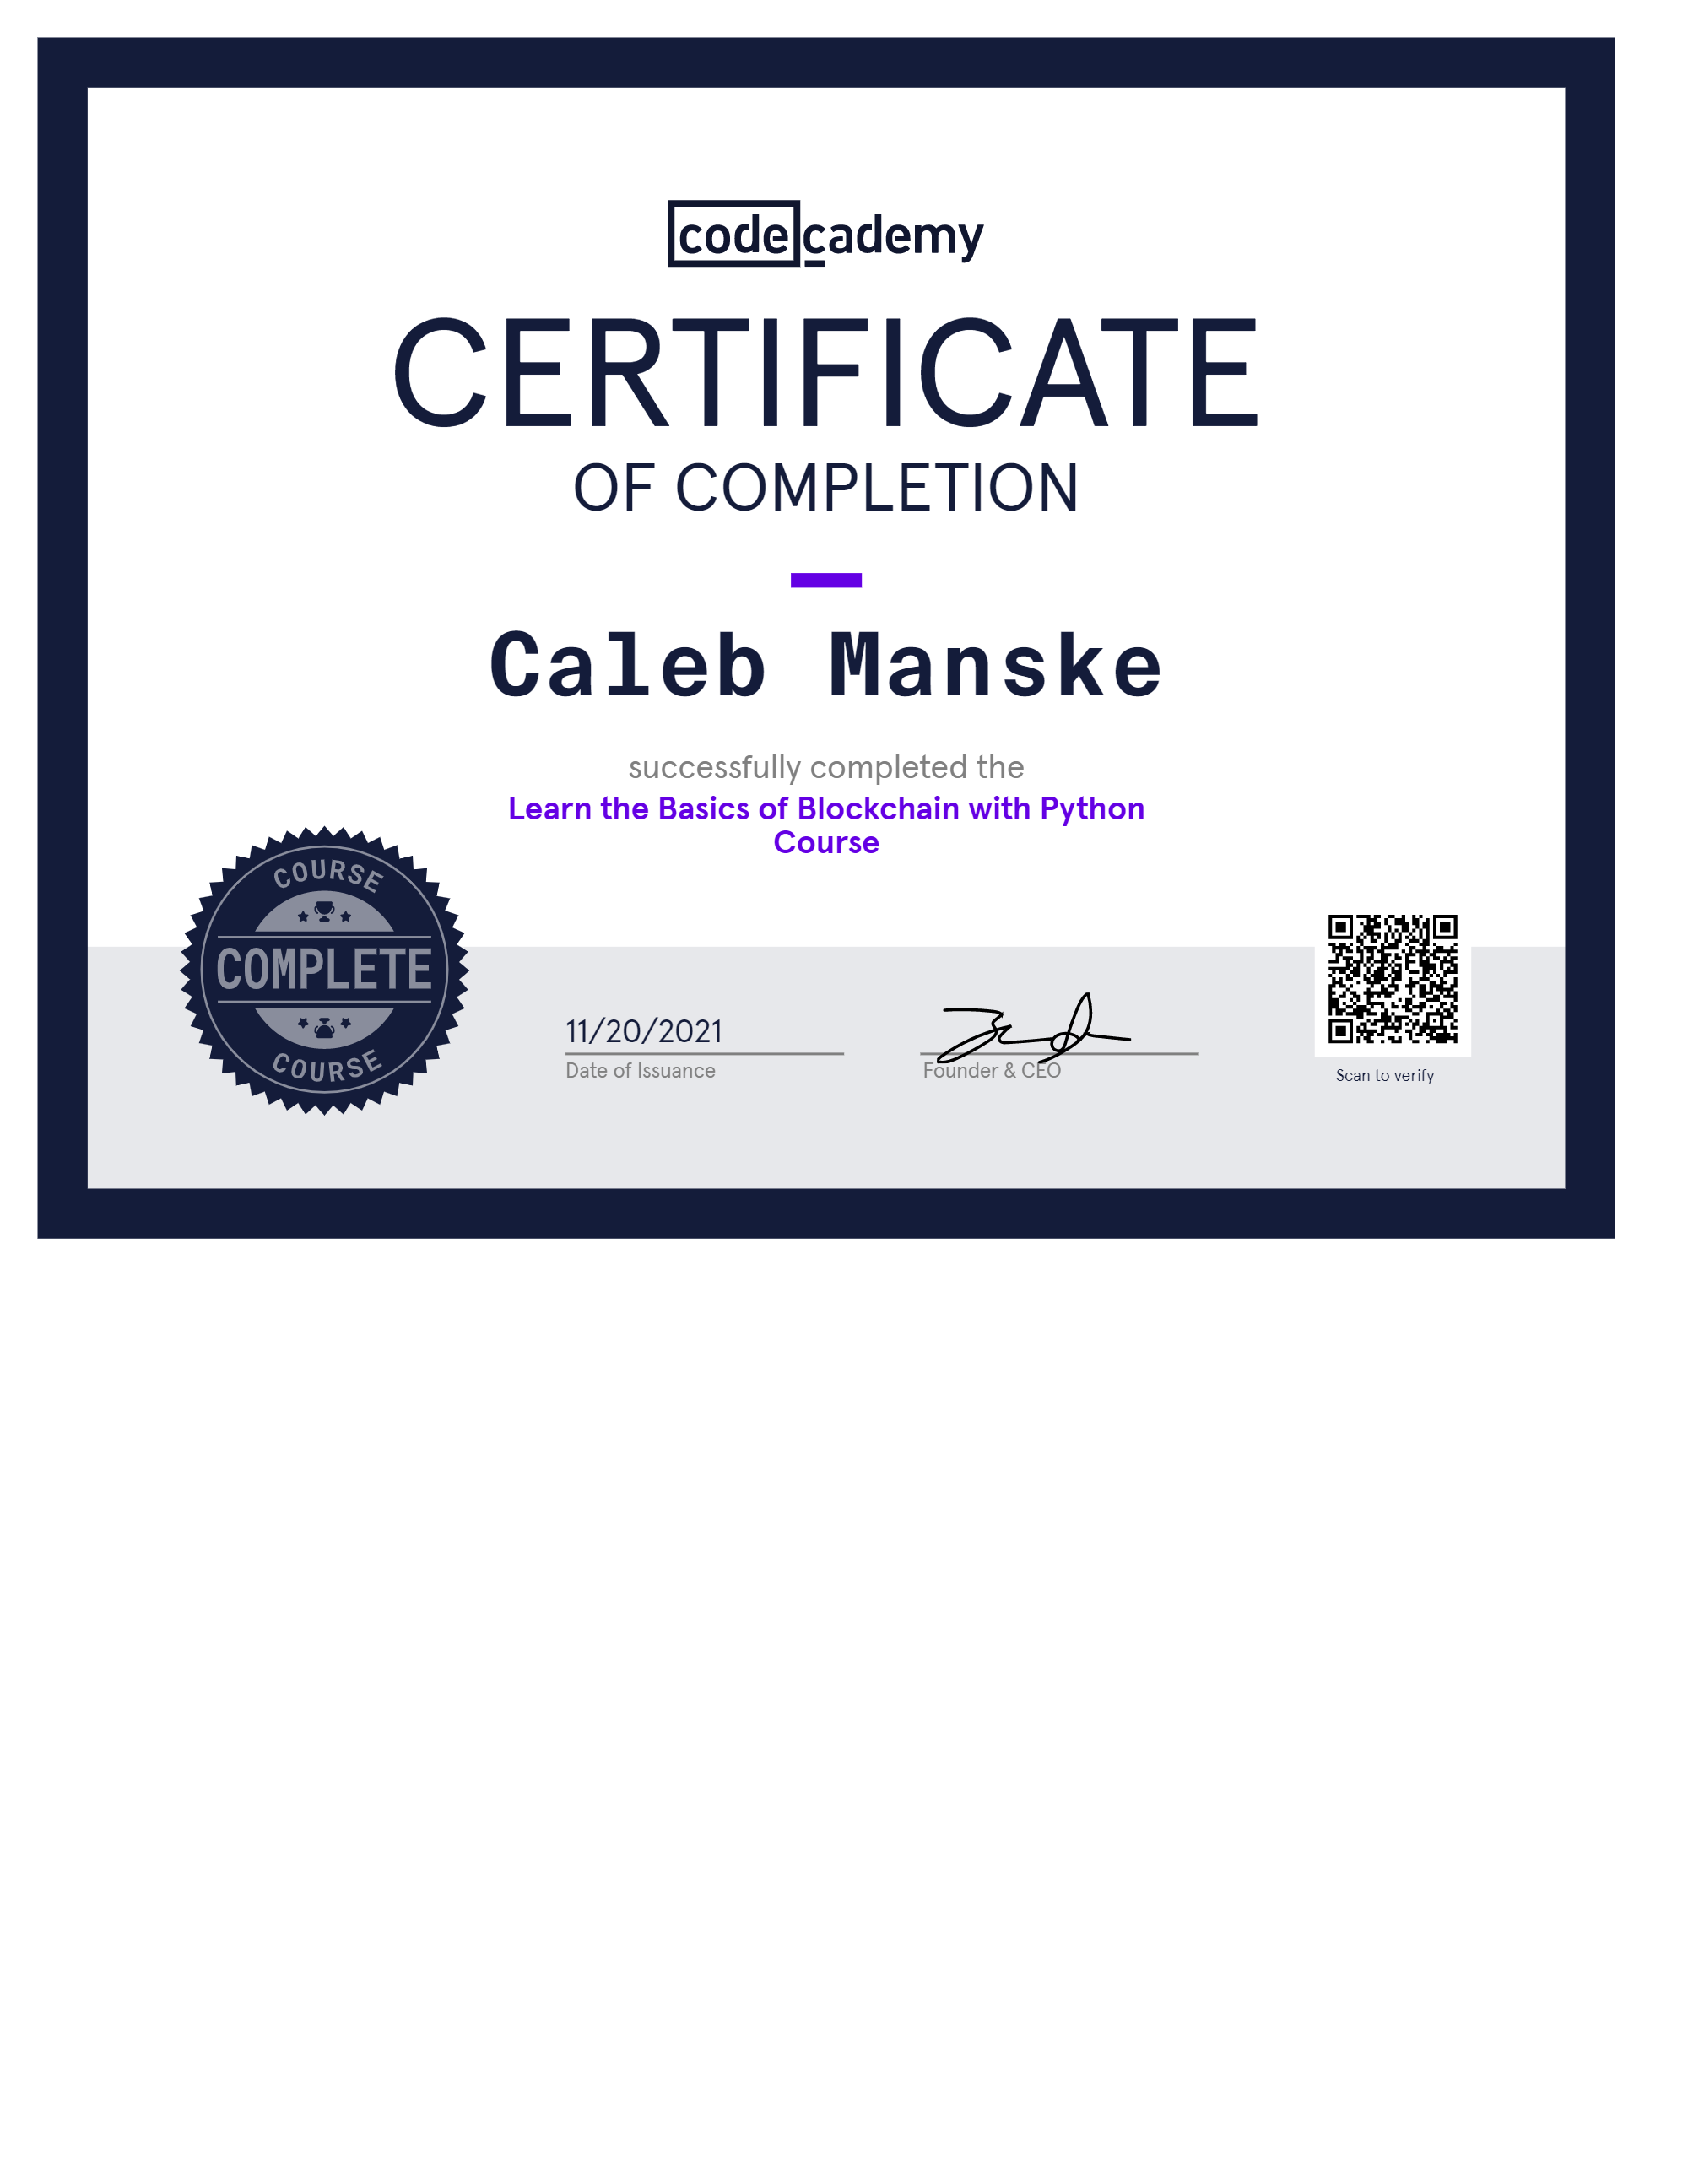 codecademy
CERTIFICATE
OF COMPLETION
Caleb Manske
successfully completed the
Learn the Basics of Blockchain with Python
Course
COURSE
COMPLETE
COURSE
11/20/2021
Date of Issuance
Founder & CEO
Scan to verify